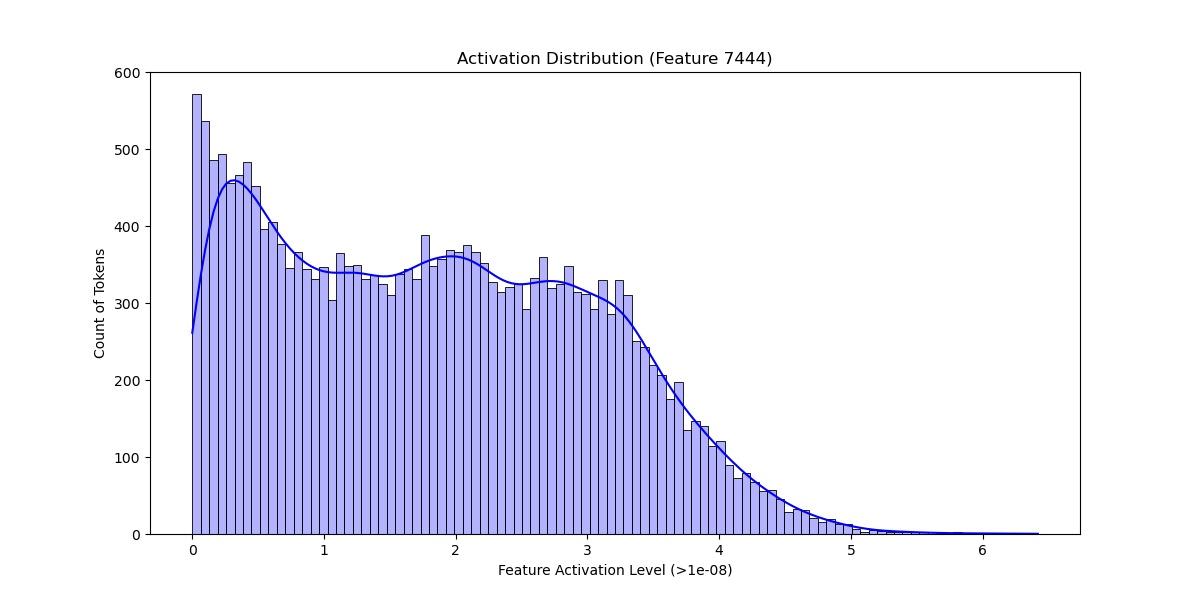 Activation Distribution (Feature 7444)
600
500
400
300
200
100
0
Count of Tokens
0 1 2 3 4 5 6
Feature Activation Level (>1e-08)